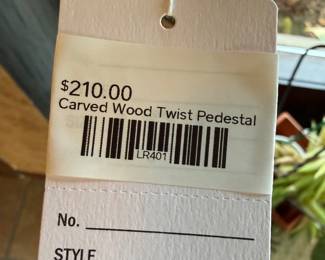 $210.00
Carved Wood Twist Pedestal
LR401
No.
STYLE